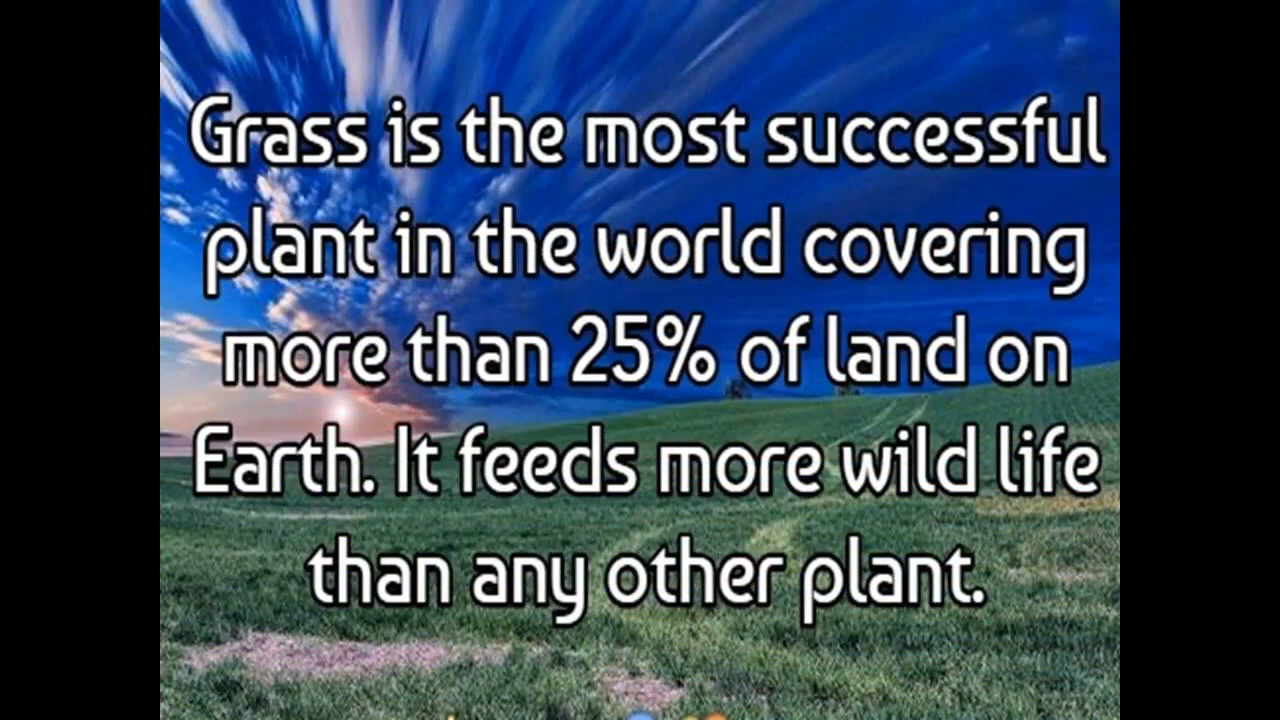 Grass is the most successful
plant in the world covering
more than 25% of land on
Earth. It feeds more wild life
than any other plant.